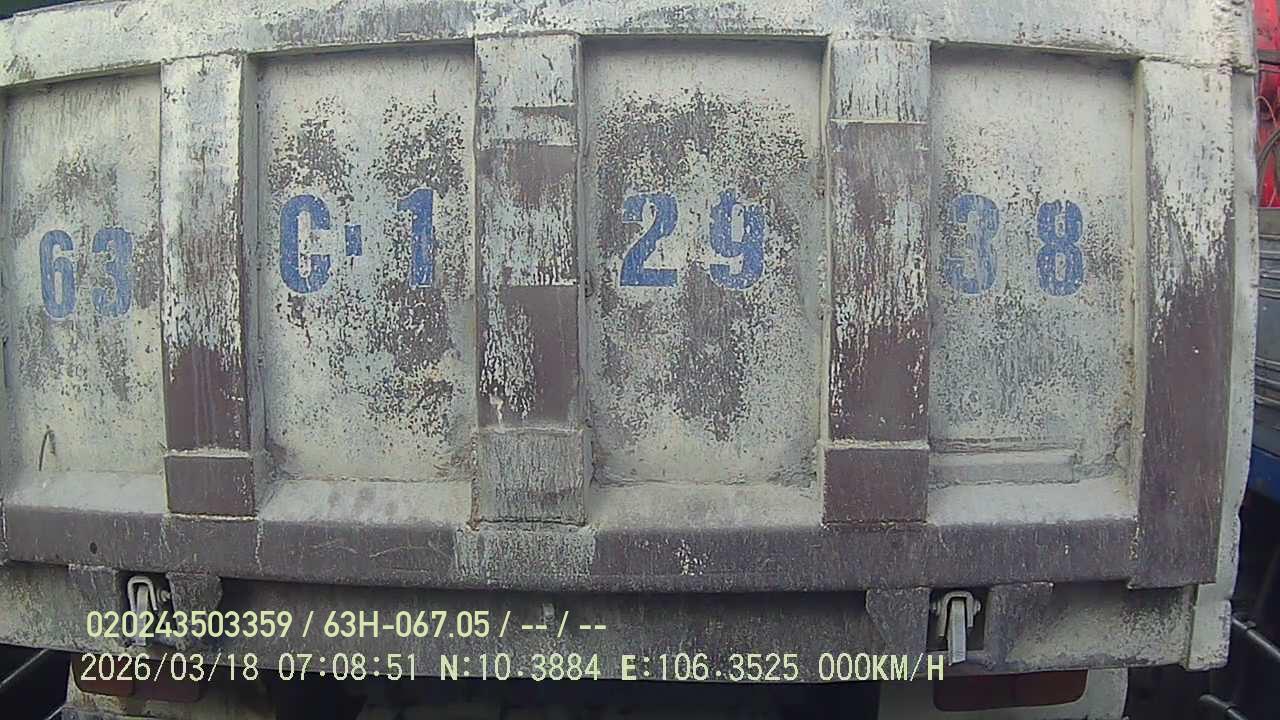 63 C·1 29 38
020243503359 / 63H-067.05 / -- / --
2026/03/18 07:08:51 N:10.3884 E:106.3525 000KM/H